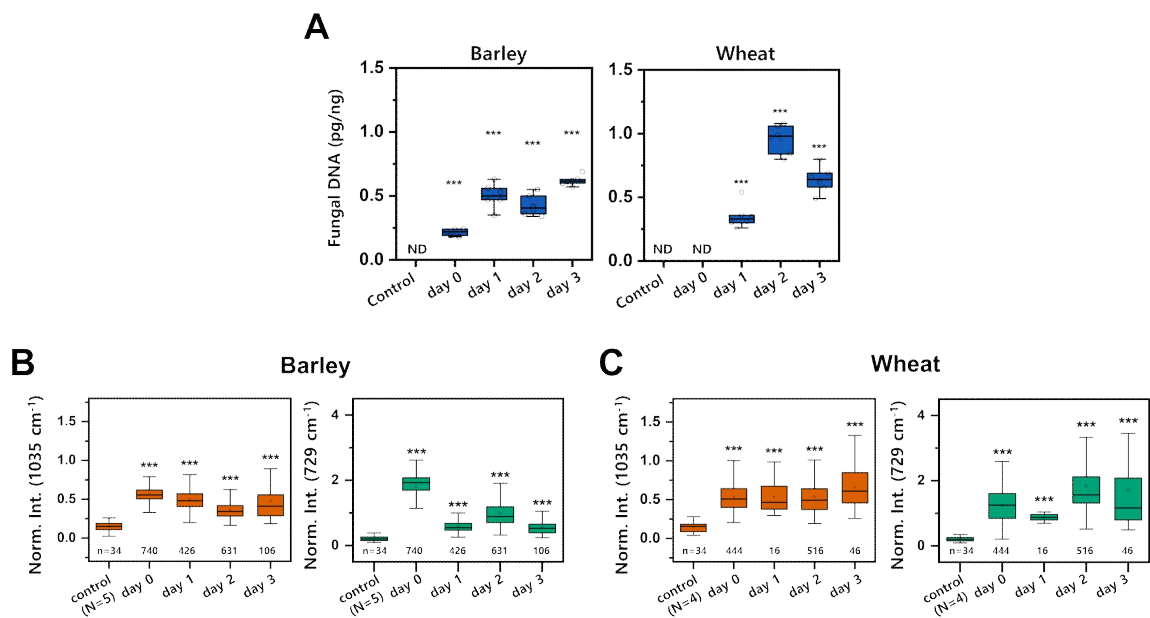 A
Barley
Wheat
Fungal DNA (pg/ng)
1.5
1.0
0.5
0.0
ND
***
***
***
***
Control
day 0
day 1
day 2
day 3
1.5
1.0
0.5
0.0
ND
ND
***
***
***
Control
day 0
day 1
day 2
day 3
B
Barley
Norm. Int. (1035 cm⁻¹)
1.5
1.0
0.5
0.0
***
***
***
***
n=34
740
426
631
106
control
(N=5)
day 0
day 1
day 2
day 3
Norm. Int. (729 cm⁻¹)
4
2
0
***
***
***
***
n=34
740
426
631
106
control
(N=5)
day 0
day 1
day 2
day 3
C
Wheat
Norm. Int. (1035 cm⁻¹)
1.5
1.0
0.5
0.0
***
***
***
***
n=34
444
16
516
46
control
(N=4)
day 0
day 1
day 2
day 3
Norm. Int. (729 cm⁻¹)
4
2
0
***
***
***
***
n=34
444
16
516
46
control
(N=4)
day 0
day 1
day 2
day 3